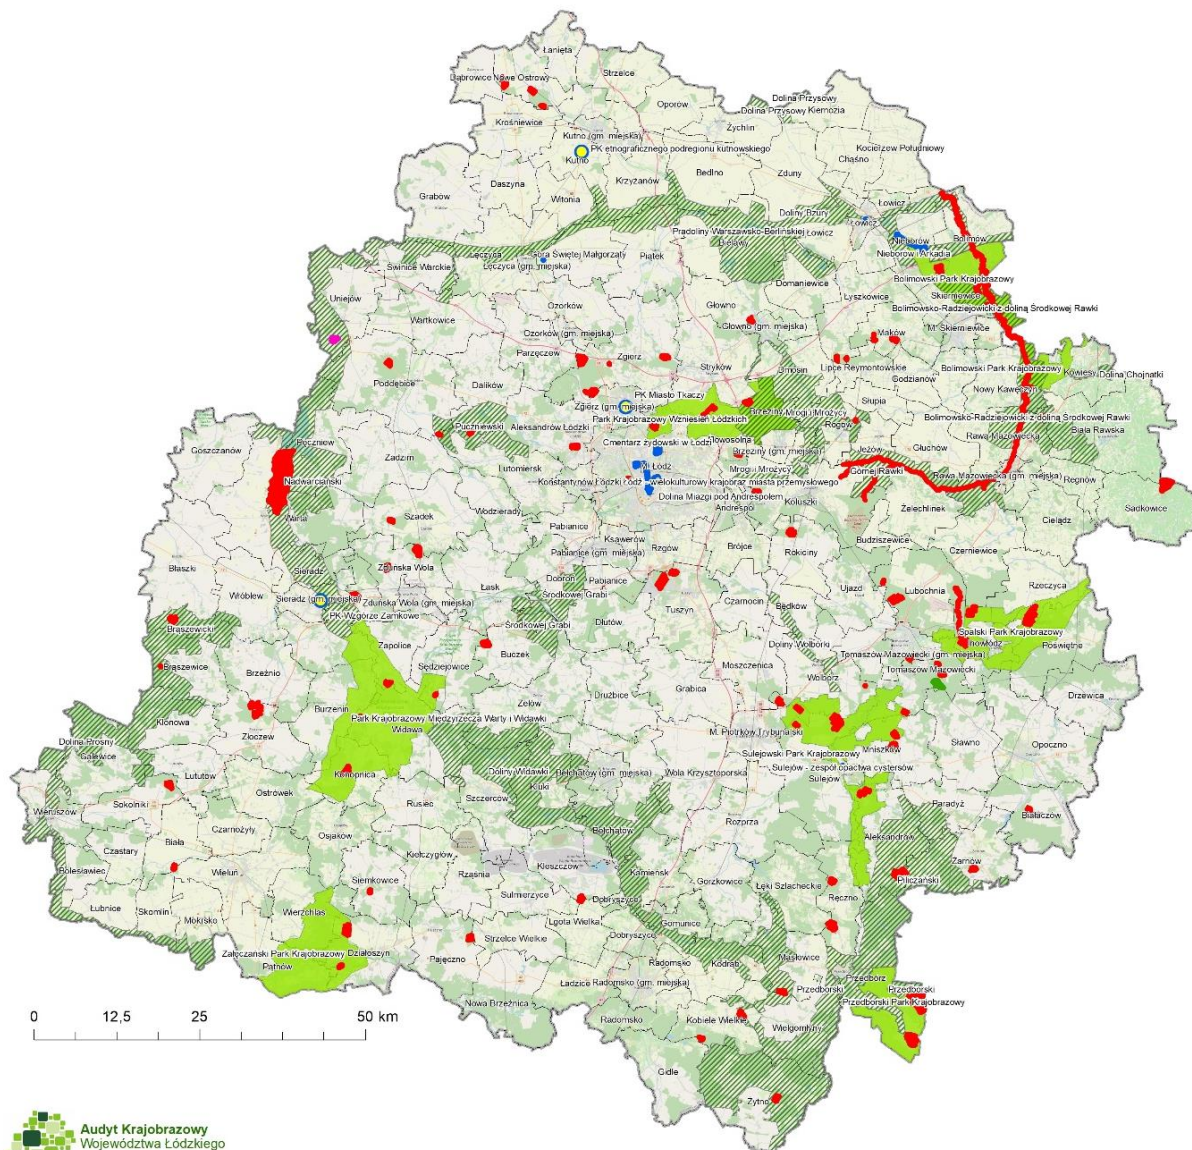 Łanięta
Dąbrowice Nowe Ostrowy
Strzelce
Oporów
Dolina Przysowy
Dolina Przysowy Kiernozia
Krośniewice
Żychlin
Kutno (gm. miejska)
PK etnograficznego podregionu kutnowskiego
Kutno
Kocierzew Południowy
Chąśno
Daszyna
Krzyżanów
Bedlno
Zduny
Grabów
Witonia
Łowicz
Doliny Bzury
Łowicz
Pradoliny Warszawsko-Berlińskiej
Łowicz
Bielawy
Nieborów
Bolimów
Nieborów i Arkadia
Łęczyca
Góra Świętej Małgorzaty
Piątek
Świnice Warckie
Łęczyca (gm. miejska)
Domaniewice
Bolimowski Park Krajobrazowy
Skierniewice
Uniejów
Ozorków
Łyszkowice
Bolimowsko-Radziejowicki z doliną Środkowej Rawki
Wartkowice
Głowno
Ozorków (gm. miejska)
Głowno (gm. miejska)
Maków
M. Skierniewice
Parzęczew
Zgierz
Stryków
Lipce Reymontowskie
Bolimowski Park Krajobrazowy
Kowiesy
Dolina Chojnatki
Poddębice
Dalików
Dmosin
Godzianów
Nowy Kawęczyn
PK Miasto Tkaczy
Zgierz (gm. miejska)
Brzeziny
Mrogi i Mrożycy
Słupia
Bolimowsko-Radziejowicki z doliną Środkowej Rawki
Park Krajobrazowy Wzniesień Łódzkich
Rogów
Biała Rawska
Puczniewski
Aleksandrów Łódzki
Rawa Mazowiecka
Pęczniew
Goszczanów
Cmentarz żydowski w Łodzi
Nowosolna
Brzeziny (gm. miejska)
Głuchów
Jeżów
Zadzim
Lutomiersk
M. Łódź
Mrogi i Mrożycy
Górnej Rawki
Rawa Mazowiecka (gm. miejska)
Regnów
Nadwarciański
Konstantynów Łódzki
Łódź - wielokulturowy krajobraz miasta przemysłowego
Dolina Miazgi pod Andrespolem
Koluszki
Żelechlinek
Sadkowice
Andrespol
Warta
Szadek
Wodzierady
Pabianice
Cielądz
Ksawerów
Budziszewice
Błaszki
Pabianice (gm. miejska)
Rzgów
Brójce
Rokiciny
Czerniewice
Sieradz
Zduńska Wola
Łask
Dobroń
Pabianice
Ujazd
Rzeczyca
Wróblew
Sieradz (gm. miejska)
Środkowej Grabi
Lubochnia
Zduńska Wola (gm. miejska)
Tuszyn
Czarnocin
Będków
PK Wzgórze Zamkowe
Środkowej Grabi
Dłutów
Brąszewicki
Spalski Park Krajobrazowy
Inowłódz
Zapolice
Buczek
Doliny Wolbórki
Poświętne
Sędziejowice
Moszczenica
Tomaszów Mazowiecki (gm. miejska)
Brąszewice
Brzeźnio
Tomaszów Mazowiecki
Wolbórz
Zelów
Drużbice
Grabica
Drzewica
Burzenin
Klonowa
Park Krajobrazowy Międzyrzecza Warty i Widawki
Widawa
M. Piotrków Trybunalski
Złoczew
Dolina Prosny
Galewice
Sulejowski Park Krajobrazowy
Mniszków
Sławno
Opoczno
Doliny Widawki
Bełchatów (gm. miejska)
Wola Krzysztoporska
Sulejów - zespół opactwa cystersów
Konopnica
Sulejów
Lututów
Kluki
Wieruszów
Sokolniki
Ostrówek
Rusiec
Szczerców
Paradyż
Białaczów
Osjaków
Rozprza
Czarnożyły
Bełchatów
Aleksandrów
Biała
Czastary
Kiełczygłów
Kleszczów
Żarnów
Bolesławiec
Wieluń
Rząśnia
Kamieńsk
Siemkowice
Gorzkowice
Łęki Szlacheckie
Piliczański
Sulmierzyce
Ręczno
Łubnice
Skomlin
Mokrsko
Wierzchlas
Lgota Wielka
Dobryszyce
Gomunice
Strzelce Wielkie
Dobryszyce
Załęczański Park Krajobrazowy
Działoszyn
Pajęczno
Masłowice
Pątnów
Radomsko
Kodrąb
Ładzice
Radomsko (gm. miejska)
Przedbórz
Przedborski
Przedborski
Przedborski Park Krajobrazowy
Nowa Brzeźnica
Radomsko
Kobiele Wielkie
Wielgomłyny
Gidle
Żytno
0 12,5 25 50 km
Audyt Krajobrazowy
Województwa Łódzkiego